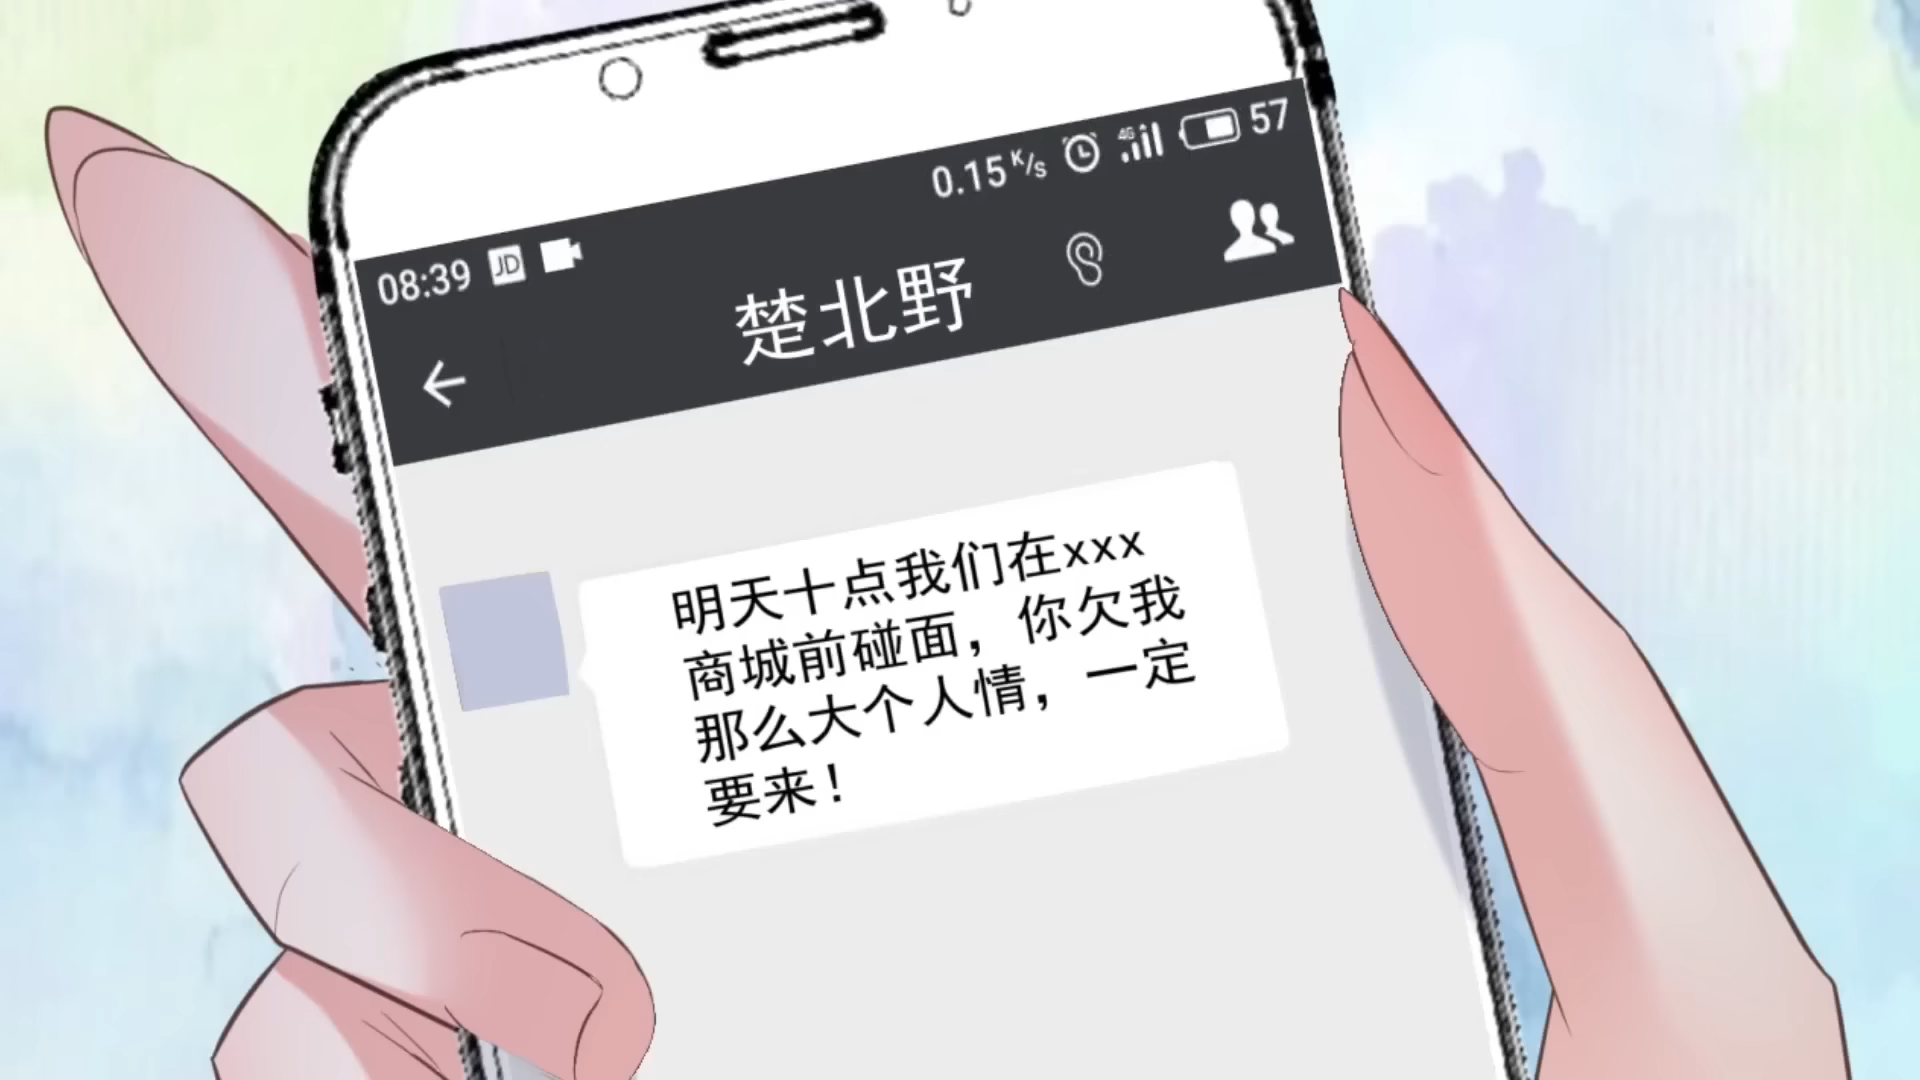 0.15K/s 4G 57
08:39 JD
楚北野
明天十点我们在xxx
商城前碰面，你欠我
那么大个人情，一定
要来！